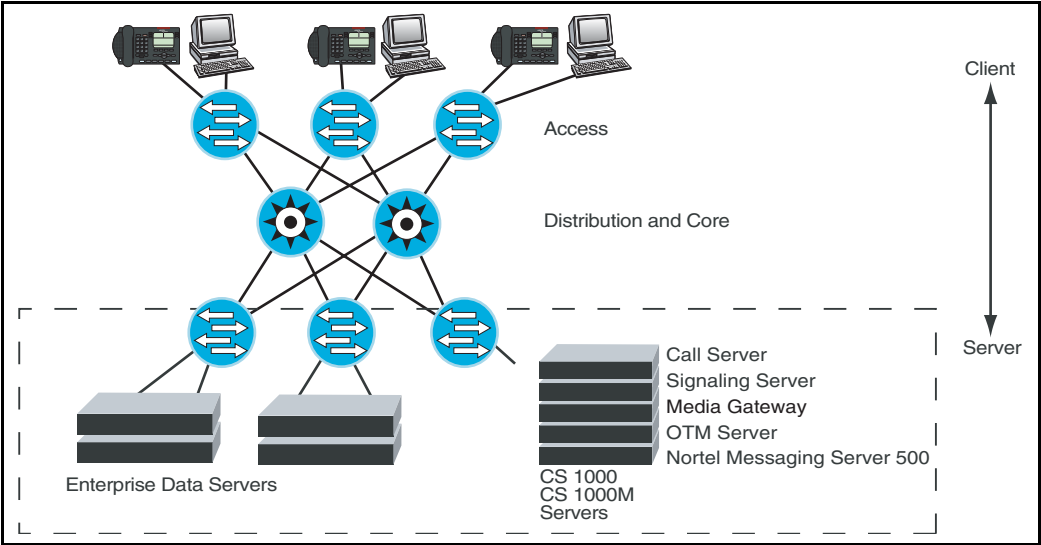 Client
Access
Distribution and Core
Server
Call Server
Signaling Server
Media Gateway
OTM Server
Nortel Messaging Server 500
Enterprise Data Servers
CS 1000
CS 1000M
Servers